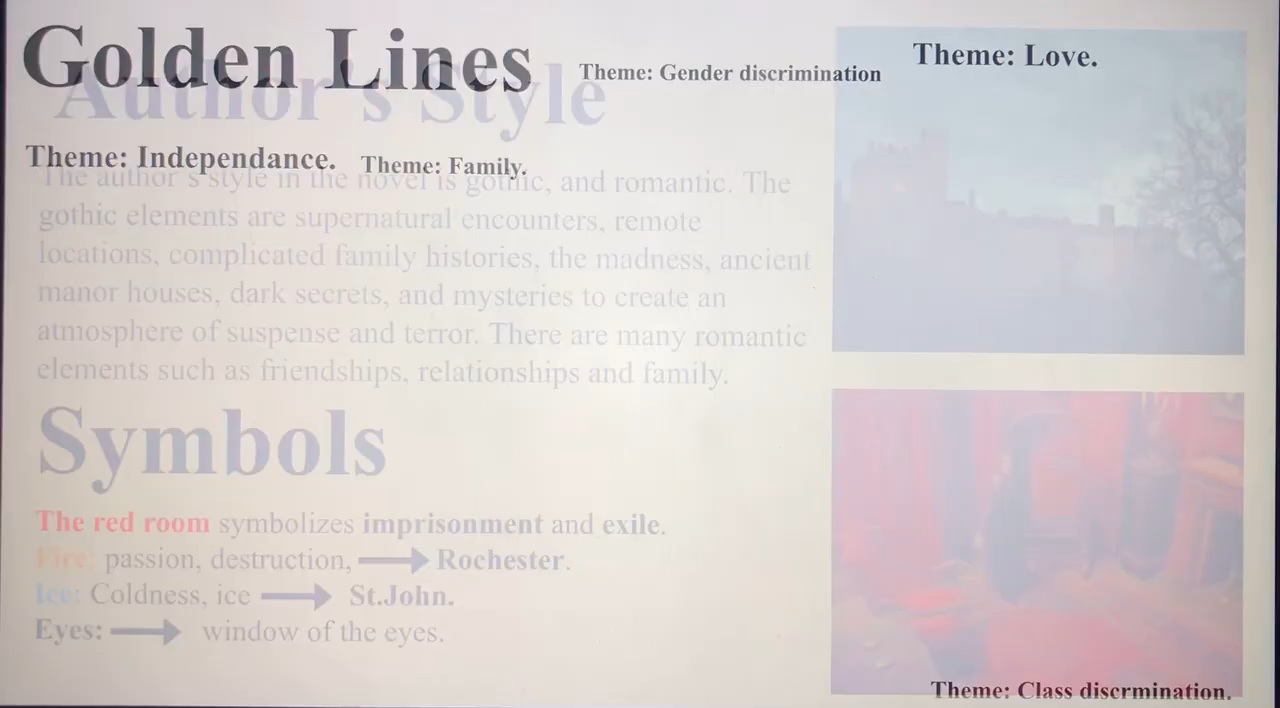 Golden Lines
Theme: Gender discrimination
Theme: Love.
Author's Style
Theme: Independance.
Theme: Family.
The author's style in the novel is gothic, and romantic. The
gothic elements are supernatural encounters, remote
locations, complicated family histories, the madness, ancient
manor houses, dark secrets, and mysteries to create an
atmosphere of suspense and terror. There are many romantic
elements such as friendships, relationships and family.
Symbols
The red room symbolizes imprisonment and exile.
Fire: passion, destruction, Rochester.
Ice: Coldness, ice St.John.
Eyes: window of the eyes.
Theme: Class discrmination.